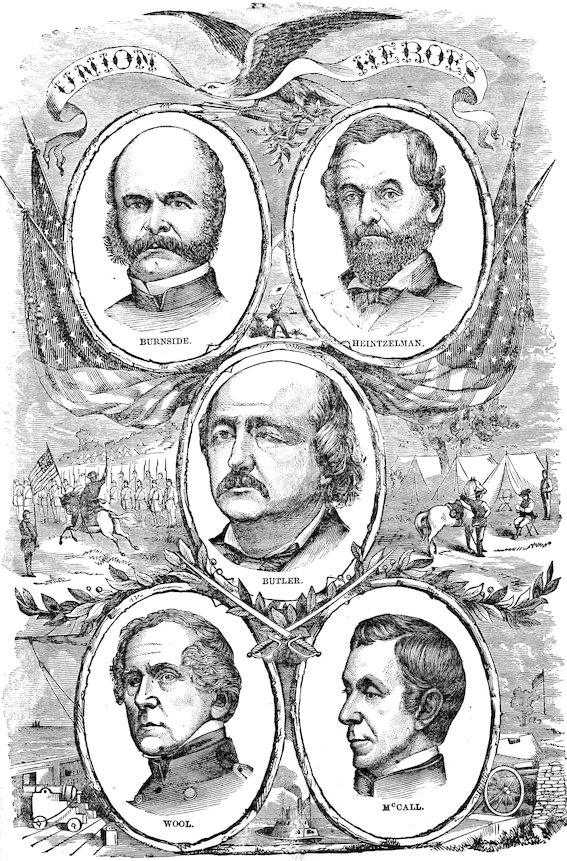 UNION HEROES
BURNSIDE.
HEINTZELMAN.
BUTLER.
WOOL.
McCALL.